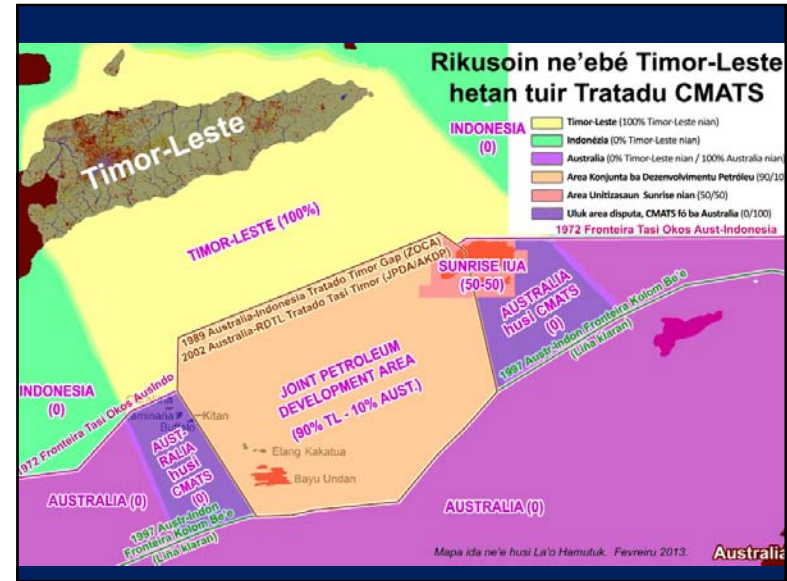 Rikusoin ne'ebé Timor-Leste
hetan tuir Tratadu CMATS
Timor-Leste (100% Timor-Leste nian)
Indonézia (0% Timor-Leste nian)
Australia (0% Timor-Leste nian / 100% Australia nian)
Area Konjunta ba Dezenvolvimentu Petróleu (90/10
Area Unitizasaun Sunrise nian (50/50)
Uluk area disputa, CMATS fó ba Australia (0/100)
1972 Fronteira Tasi Okos Aust-Indonesia
INDONESIA
(0)
Timor-Leste
TIMOR-LESTE (100%)
1989 Australia-Indonesia Tratado Timor Gap (ZOCA)
2002 Australia-RDTL Tratado Tasi Timor (JPDA/AKDP)
SUNRISE IUA
(50-50)
AUSTRALIA
husi CMATS
(0)
1997 Austr-Indon Fronteira Kolom Be'e
(Liña klaran)
JOINT PETROLEUM
DEVELOPMENT AREA
(90% TL - 10% AUST.)
INDONESIA
(0)
1972 Fronteira Tasi Okos AusIndo
Kitan
AUST-
RALIA
husi
CMATS
(0)
Elang Kakatua
Bayu Undan
AUSTRALIA (0)
AUSTRALIA (0)
1997 Austr-Indon
Fronteira Kolom Be'e
(Liña klaran)
Mapa ida ne'e husi La'o Hamutuk. Fevreiru 2013.
Australia